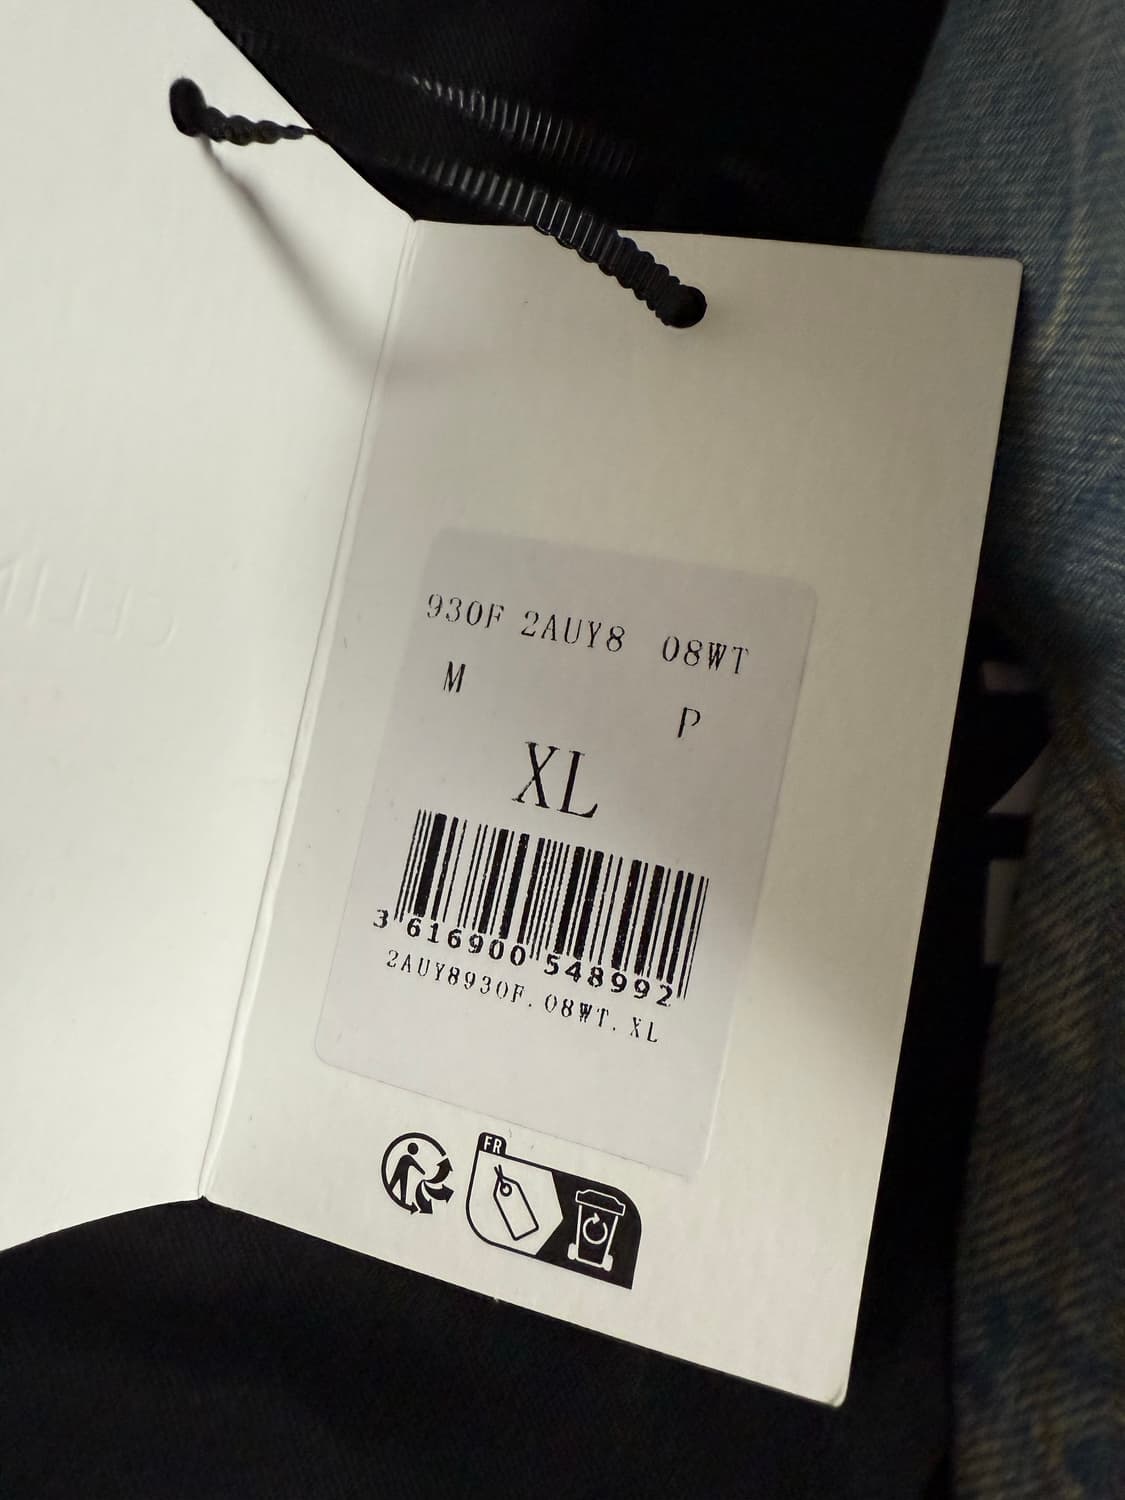 930F 2AUY8 08WT
M
P
XL
3 616900 548992
2AUY8930F.08WT.XL
FR